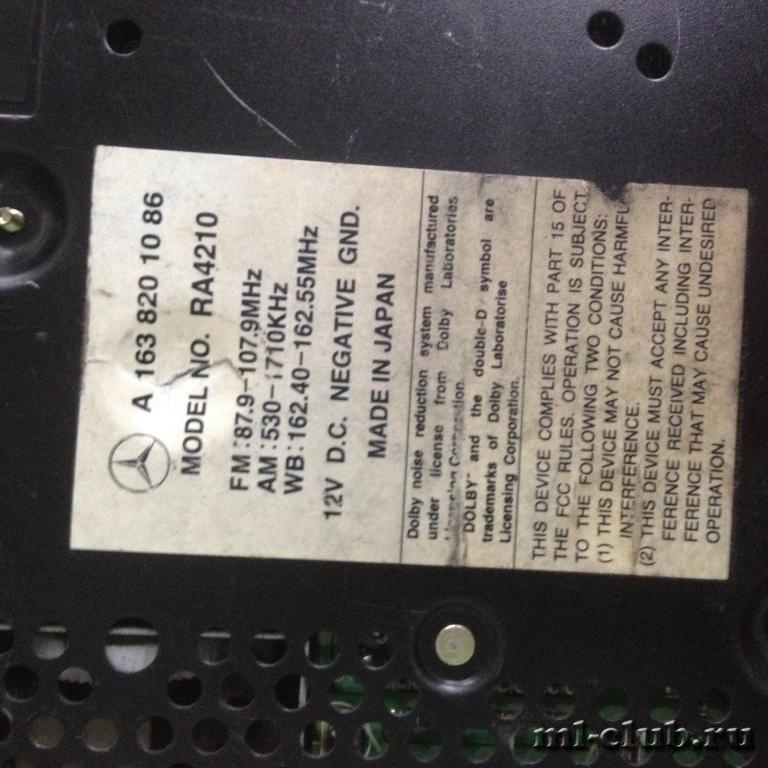 A 163 820 10 86
MODEL NO. RA4210
FM:87.9-107.9MHz
AM:530-1710KHz
WB:162.40-162.55MHz
12V D.C. NEGATIVE GND.
MADE IN JAPAN
Dolby noise reduction system manufactured
under license from Dolby Laboratories
Licensing Corporation.
DOLBY and the double-D symbol are
trademarks of Dolby Laboratorise
Licensing Corporation.
THIS DEVICE COMPLIES WITH PART 15 OF
THE FCC RULES. OPERATION IS SUBJECT
TO THE FOLLOWING TWO CONDITIONS:
(1) THIS DEVICE MAY NOT CAUSE HARMFUL
INTERFERENCE.
(2) THIS DEVICE MUST ACCEPT ANY INTER-
FERENCE RECEIVED INCLUDING INTER-
FERENCE THAT MAY CAUSE UNDESIRED
OPERATION.
ml-club.ru